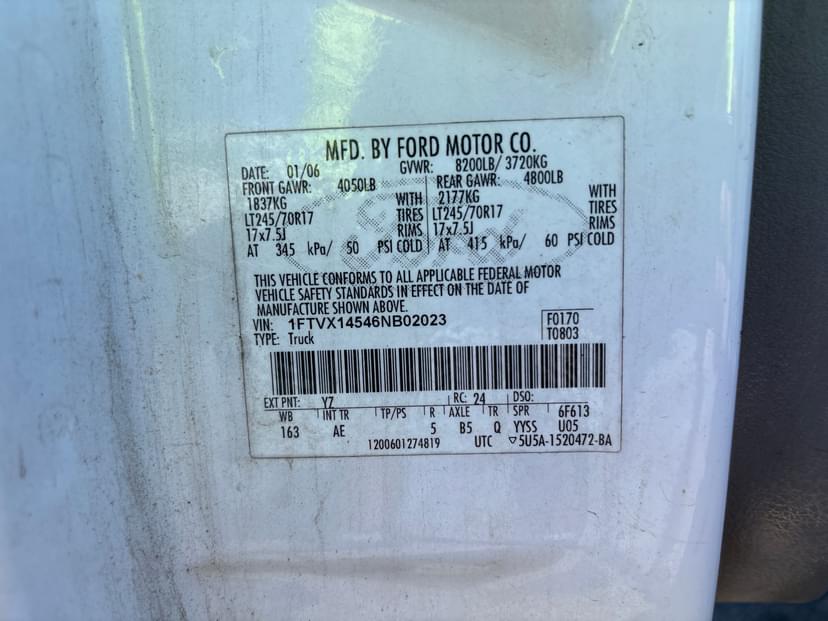 MFD. BY FORD MOTOR CO.
DATE: 01/06 GVWR: 8200LB/ 3720KG
FRONT GAWR: 4050LB REAR GAWR: 4800LB
1837KG WITH 2177KG WITH
LT245/70R17 TIRES LT245/70R17 TIRES
17x7.5J RIMS 17x7.5J RIMS
AT 345 kPa/ 50 PSI COLD AT 415 kPa/ 60 PSI COLD
Ford
THIS VEHICLE CONFORMS TO ALL APPLICABLE FEDERAL MOTOR
VEHICLE SAFETY STANDARDS IN EFFECT ON THE DATE OF
MANUFACTURE SHOWN ABOVE.
VIN: 1FTVX14546NB02023 F0170
TYPE: Truck T0803
EXT PNT: YZ RC: 24 DSO:
WB INT TR TP/PS R AXLE TR SPR 6F613
163 AE 5 B5 Q YYSS U05
1200601274819 UTC ▽5U5A-1520472-BA